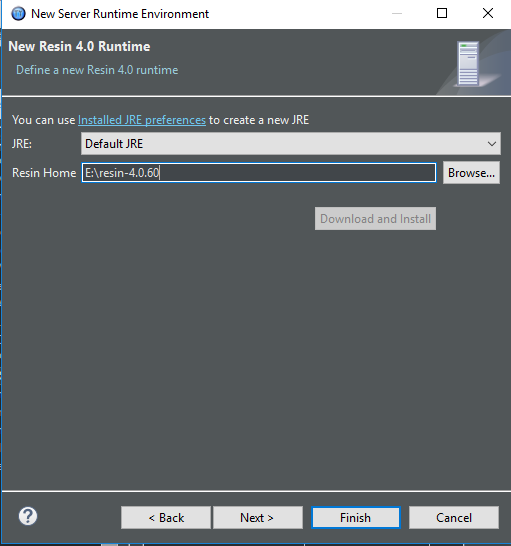 New Server Runtime Environment
New Resin 4.0 Runtime
Define a new Resin 4.0 runtime
You can use Installed JRE preferences to create a new JRE
JRE: Default JRE
Resin Home E:\resin-4.0.60 Browse...
Download and Install
? < Back Next > Finish Cancel